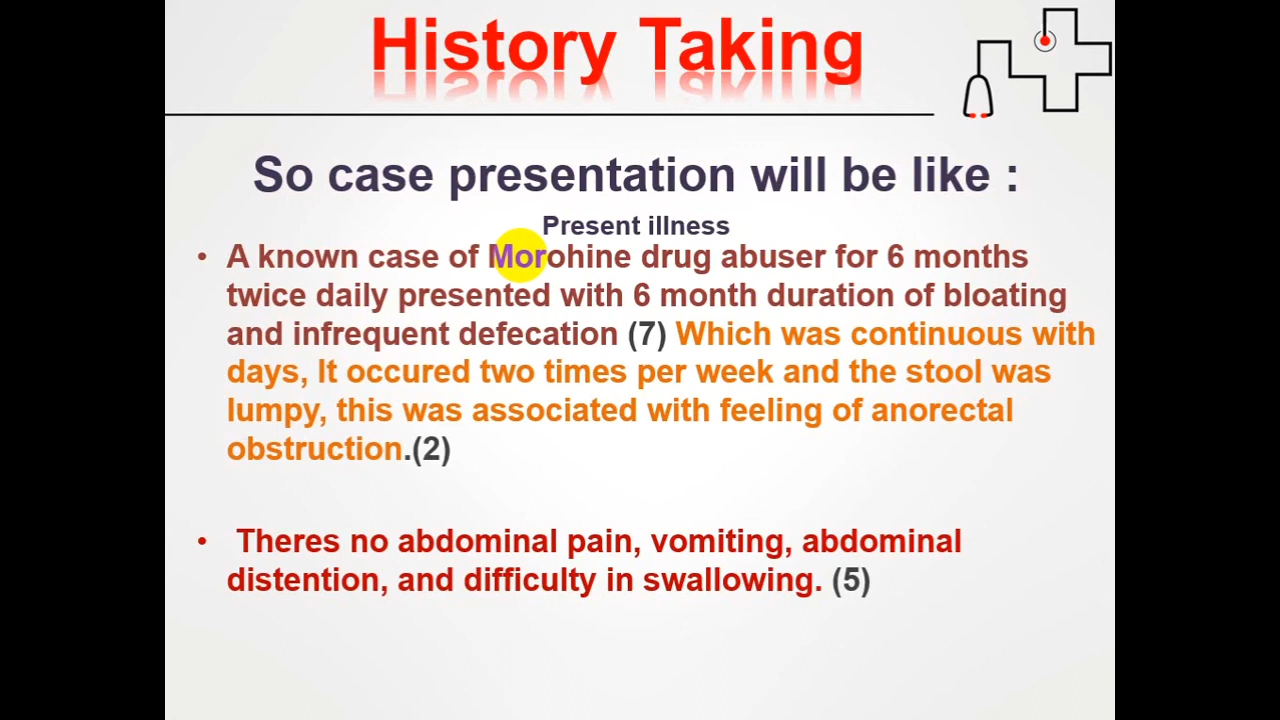 History Taking
So case presentation will be like :
Present illness
• A known case of Morohine drug abuser for 6 months
twice daily presented with 6 month duration of bloating
and infrequent defecation (7) Which was continuous with
days, It occured two times per week and the stool was
lumpy, this was associated with feeling of anorectal
obstruction.(2)
• Theres no abdominal pain, vomiting, abdominal
distention, and difficulty in swallowing. (5)